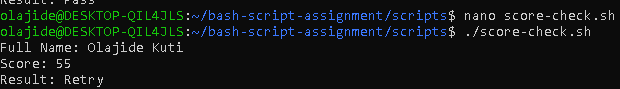 Result: Pass
olajide@DESKTOP-QIL4JLS:~/bash-script-assignment/scripts$ nano score-check.sh
olajide@DESKTOP-QIL4JLS:~/bash-script-assignment/scripts$ ./score-check.sh
Full Name: Olajide Kuti
Score: 55
Result: Retry